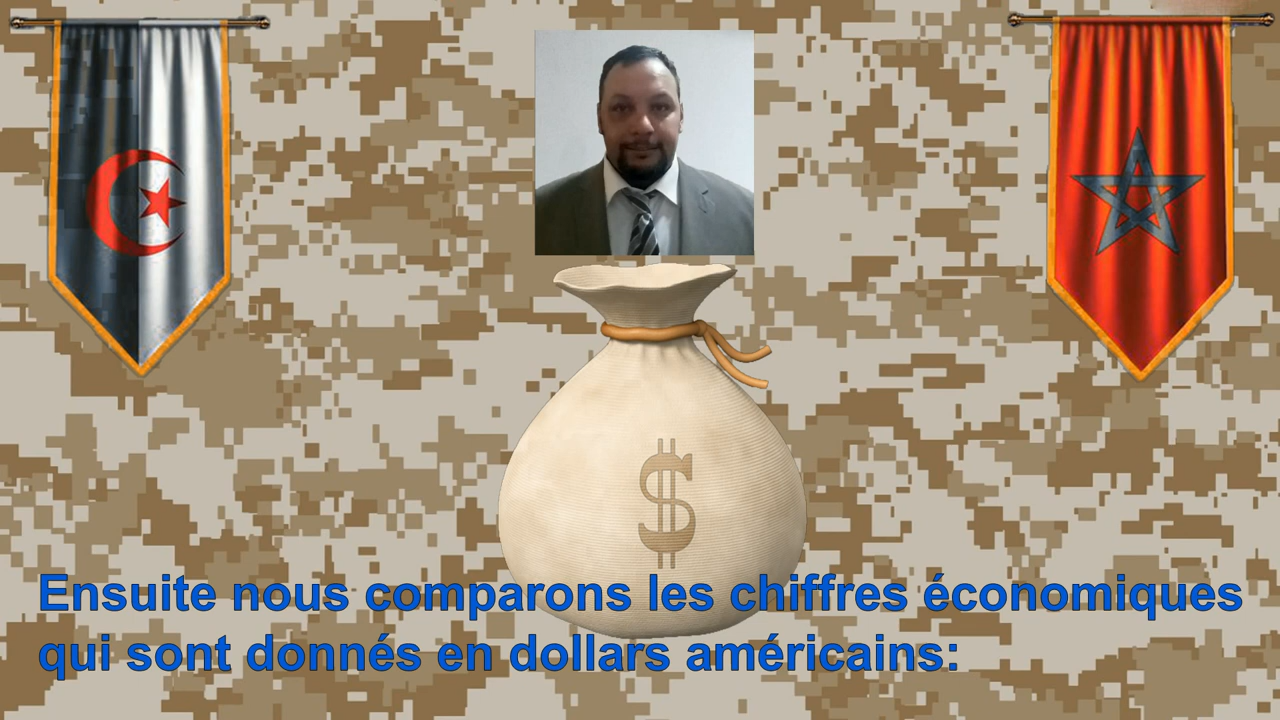 $
Ensuite nous comparons les chiffres économiques
qui sont donnés en dollars américains: